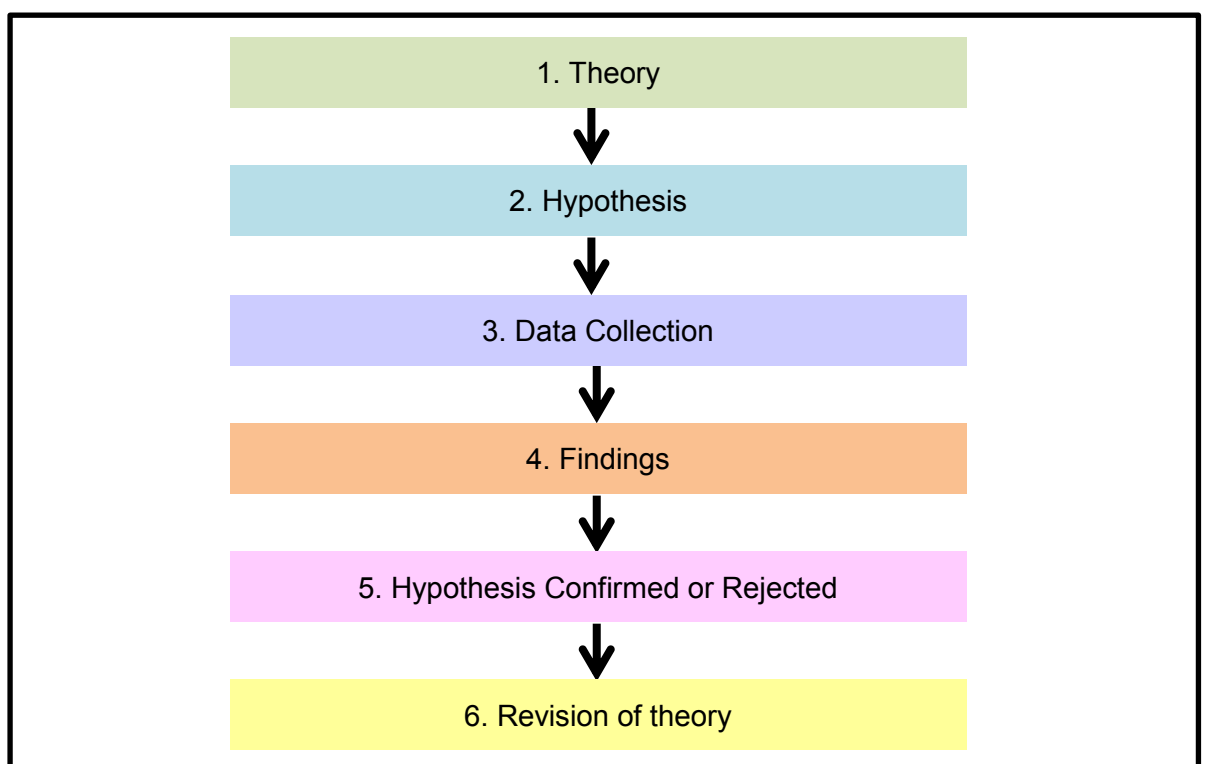 1. Theory
2. Hypothesis
3. Data Collection
4. Findings
5. Hypothesis Confirmed or Rejected
6. Revision of theory